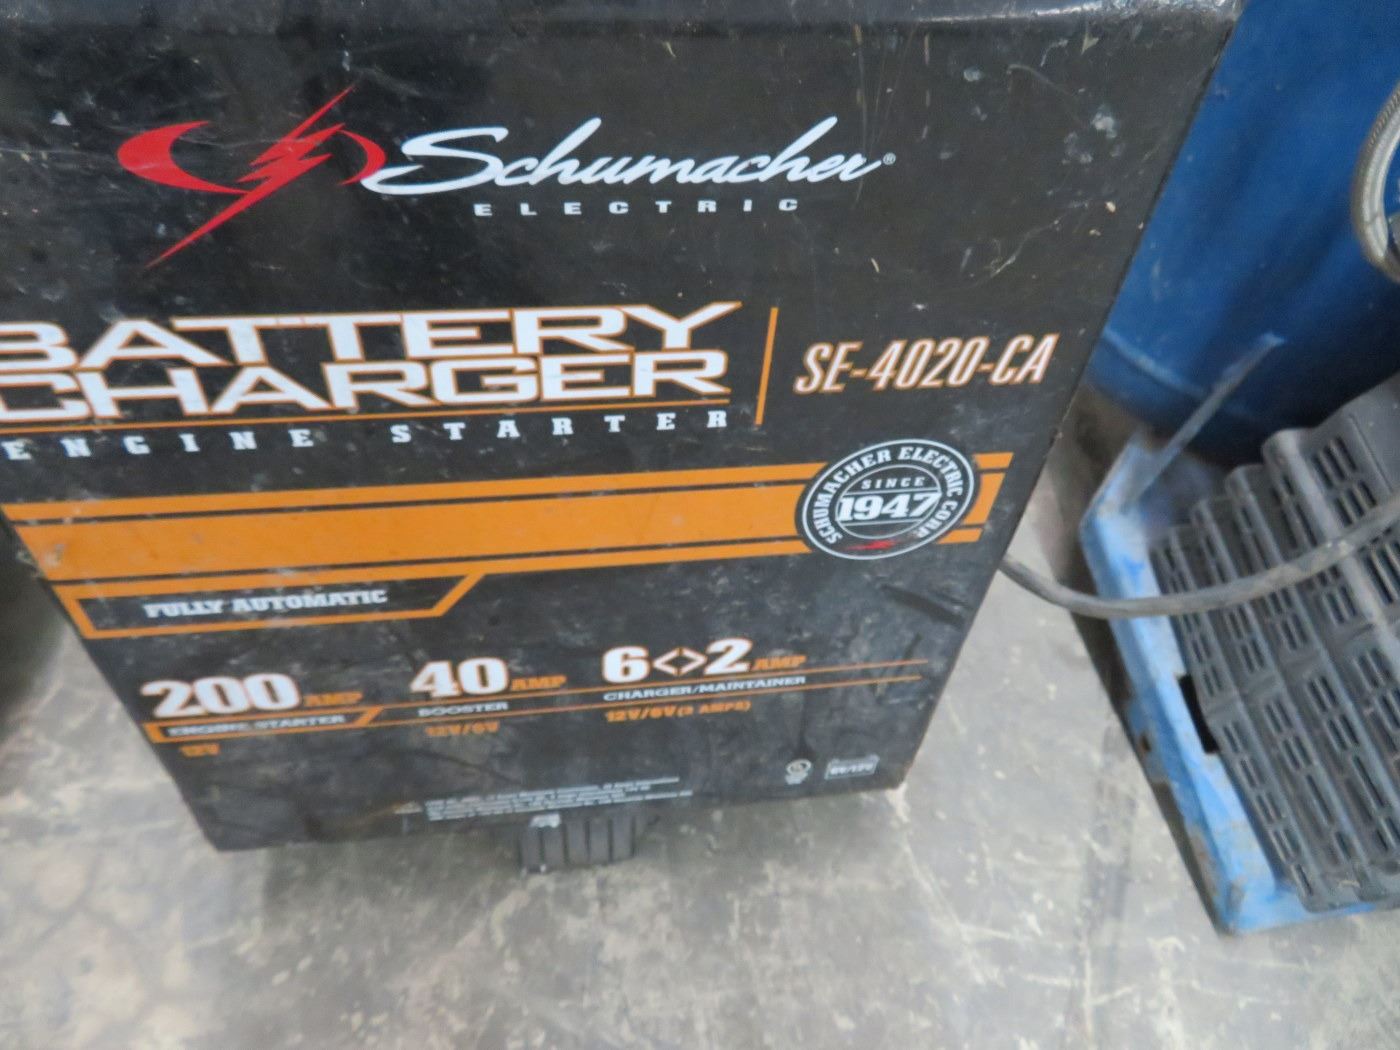 Schumacher®
ELECTRIC
BATTERY
CHARGER
ENGINE STARTER
SE-4020-CA
SCHUMACHER ELECTRIC CORP.
SINCE
1947
FULLY AUTOMATIC
200 AMP
ENGINE STARTER
12V
40 AMP
BOOSTER
12V/6V
6<>2 AMP
CHARGER/MAINTAINER
12V/6V (2 AMPS)